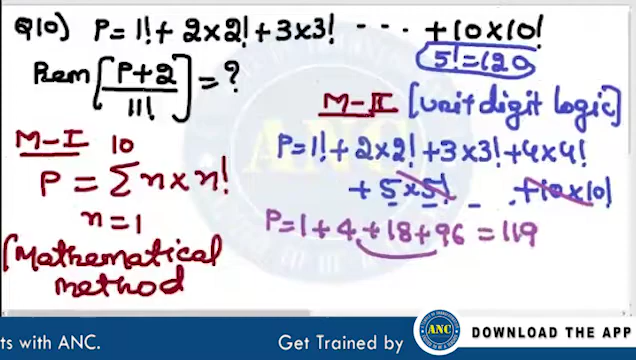 Q10) P = 1! + 2×2! + 3×3! ---- + 10×10!
5! = 120
Rem [P+2 / 11!] = ?
M-II [Unit digit logic]
M-I
P = 10 Σ n=1 n×n!
(Mathematical method
P = 1! + 2×2! + 3×3! + 4×4!
+ 5×5! - - . +10×10!
P = 1 + 4 + 18 + 96 = 119
ANC
ts with ANC.
Get Trained by
ANC
DOWNLOAD THE APP